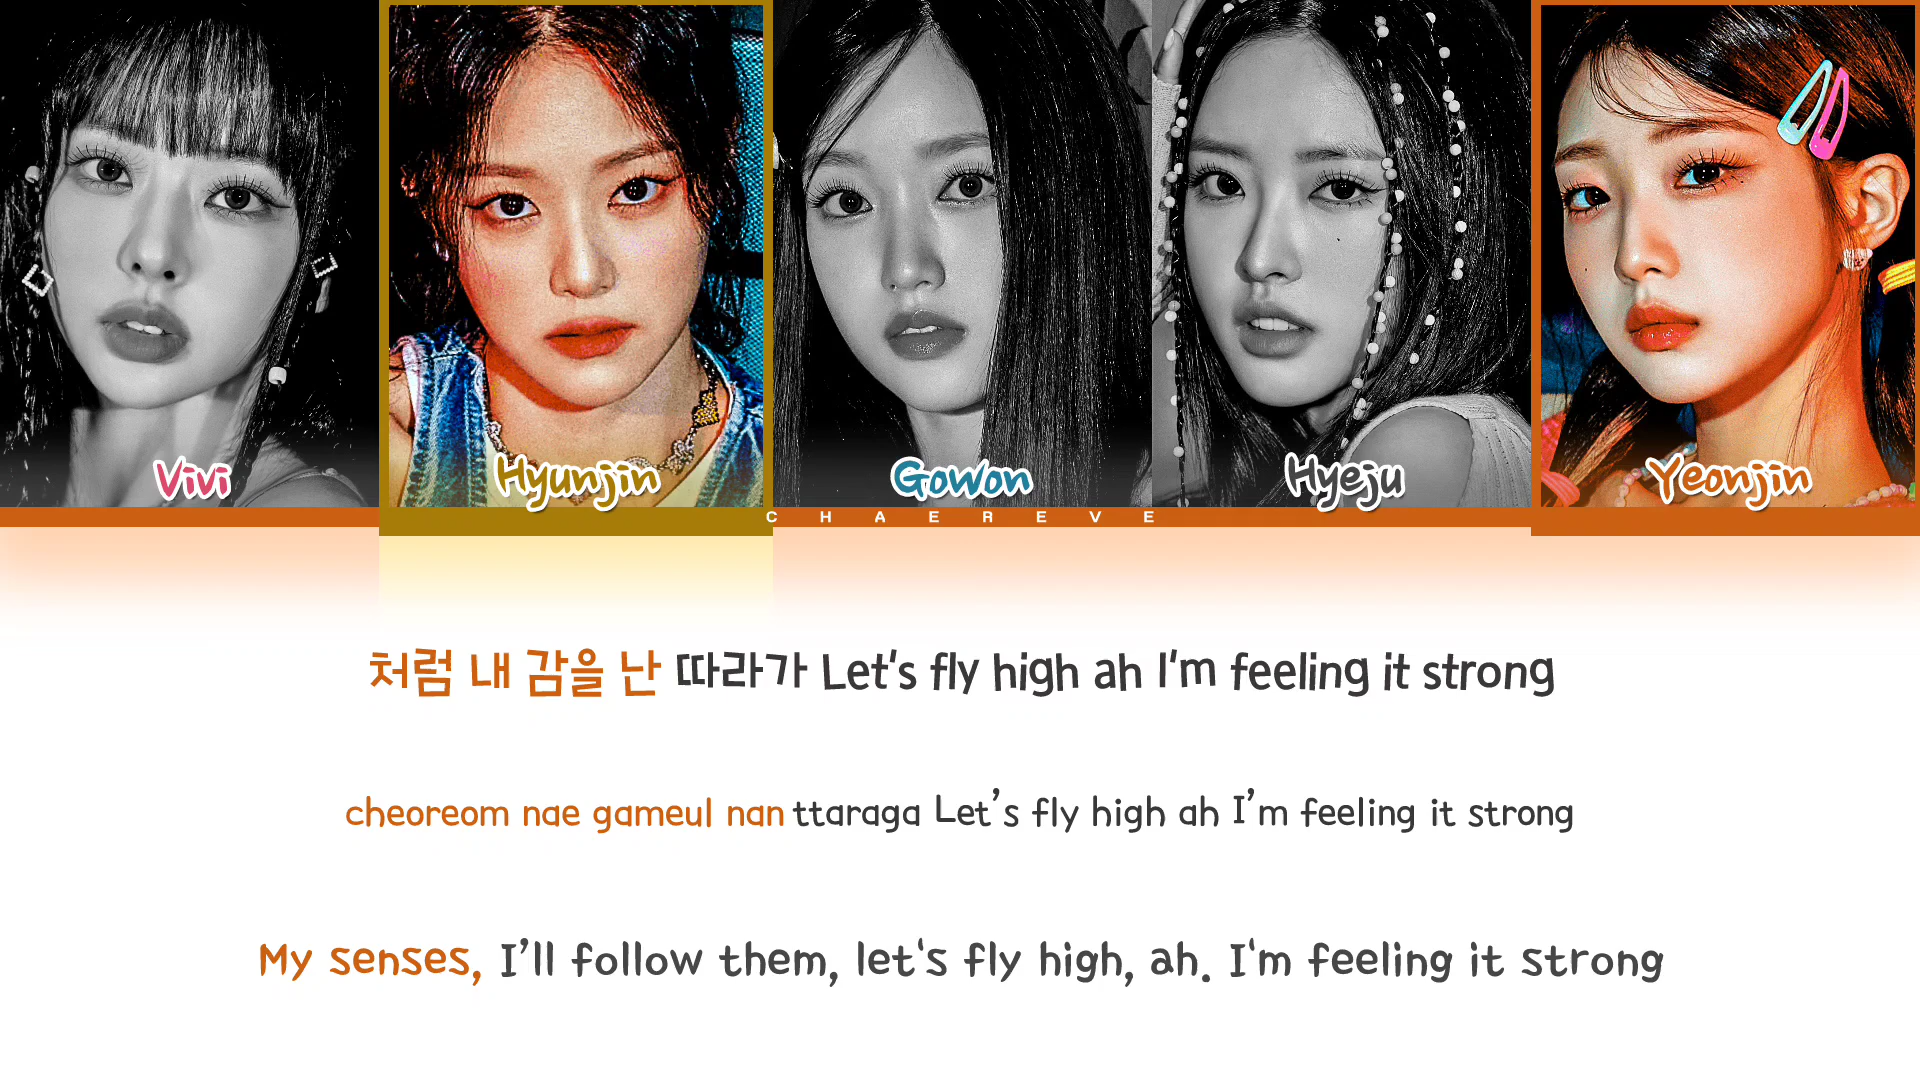 Vivi
Hyunjin
Gowon
Hyeju
Yeonjin
CHAEREVE
처럼 내 감을 난 따라가 Let's fly high ah I'm feeling it strong
cheoreom nae gameul nan ttaraga Let’s fly high ah I’m feeling it strong
My senses, I’ll follow them, let‘s fly high, ah. I‘m feeling it strong